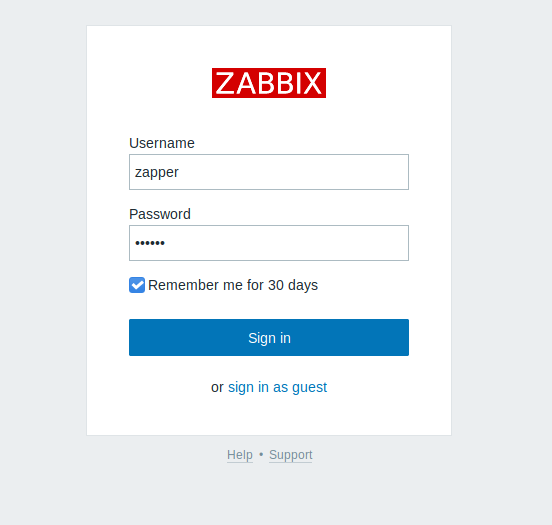 ZABBIX
Username
zapper
Password
••••••
Remember me for 30 days
Sign in
or sign in as guest
Help • Support